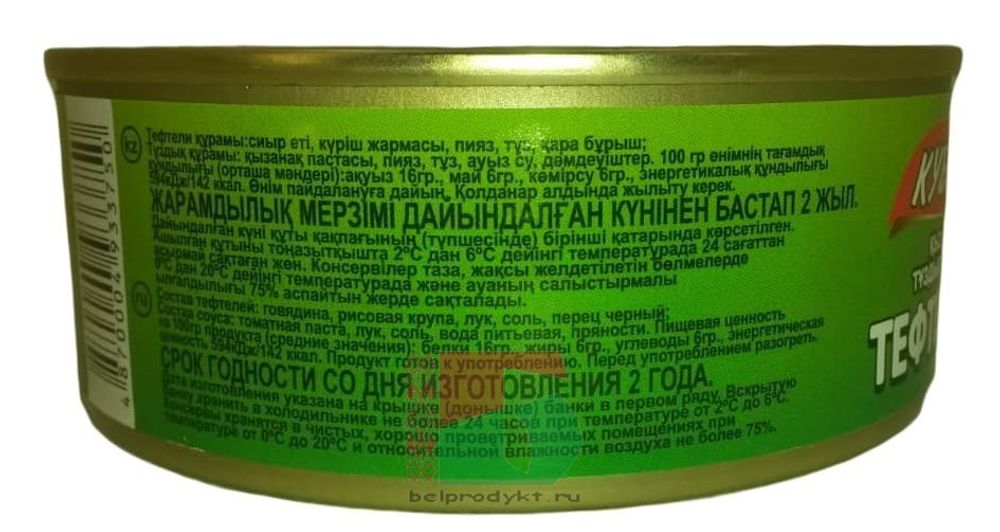 kz
Тефтели құрамы:сиыр еті, күріш жармасы, пияз, тұз, қара бұрыш;
Тұздық құрамы: қызанақ пастасы, пияз, тұз, ауыз су, дәмдеуіштер. 100 гр өнімнің тағамдық
құндылығы (орташа мәндері):ақуыз 16гр., май 6гр., көмірсу 6гр., энергетикалық құндылығы
594кДж/142 ккал. Өнім пайдалануға дайын. Қолданар алдында жылыту керек.
ЖАРАМДЫЛЫҚ МЕРЗІМІ ДАЙЫНДАЛҒАН КҮНІНЕН БАСТАП 2 ЖЫЛ.
Дайындалған күні құты қақпағының (түпшесінде) бірінші қатарында көрсетілген.
Ашылған құтыны тоңазытқышта 2°С дан 6°С дейінгі температурада 24 сағаттан
асырмай сақтаған жөн. Консервілер таза, жақсы желдетілетін бөлмелерде
0°С дан 20°С дейінгі температурада және ауаның салыстырмалы
ылғалдылығы 75% аспайтын жерде сақталады.
ru
Состав тефтелей: говядина, рисовая крупа, лук, соль, перец черный;
Состав соуса: томатная паста, лук, соль, вода питьевая, пряности. Пищевая ценность
на 100гр продукта (средние значения): белки 16гр., жиры 6гр., углеводы 6гр., энергетическая
ценность 594кДж/142 ккал. Продукт готов к употреблению. Перед употреблением разогреть.
СРОК ГОДНОСТИ СО ДНЯ ИЗГОТОВЛЕНИЯ 2 ГОДА.
Дата изготовления указана на крышке (донышке) банки в первом ряду. Вскрытую
банку хранить в холодильнике не более 24 часов при температуре от 2°С до 6°С.
Консервы хранятся в чистых, хорошо проветриваемых помещениях при
температуре от 0°С до 20°С и относительной влажности воздуха не более 75%.
4 870004 193750
ТЕФТ
belprodykt.ru